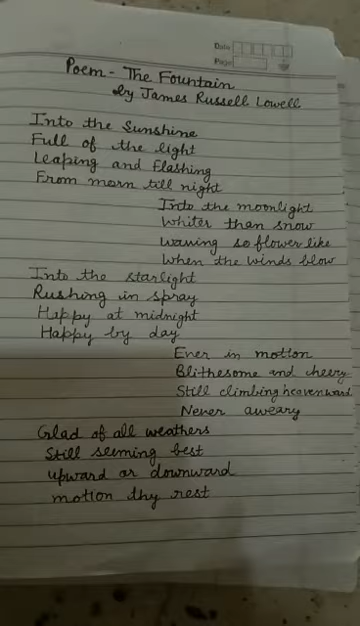 Date
Page
Poem - The Fountain
by James Russell Lowell
Into the Sunshine
Full of the light
Leaping and Flashing
From morn till night
Into the moonlight
Whiter than snow
Waving so flower like
When the winds blow
Into the starlight
Rushing in spray
Happy at midnight
Happy by day
Ever in motion
Blithesome and cheery
Still climbing heavenward
Never aweary
Glad of all weathers
Still seeming best
upward or downward
motion thy rest